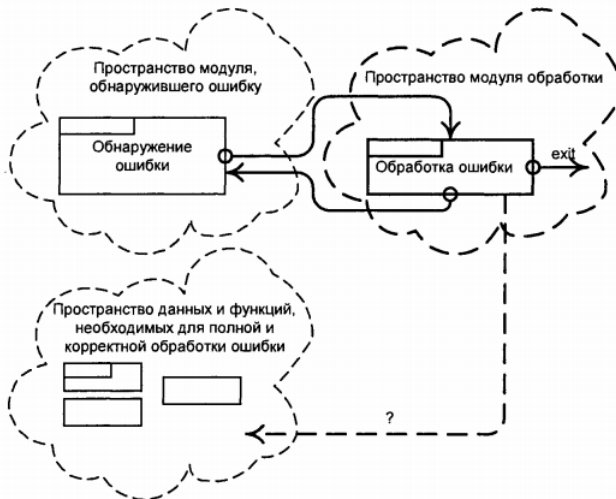 Пространство модуля,
обнаружившего ошибку
Обнаружение
ошибки
Пространство модуля обработки
Обработка ошибки
exit
Пространство данных и функций,
необходимых для полной и
корректной обработки ошибки
?